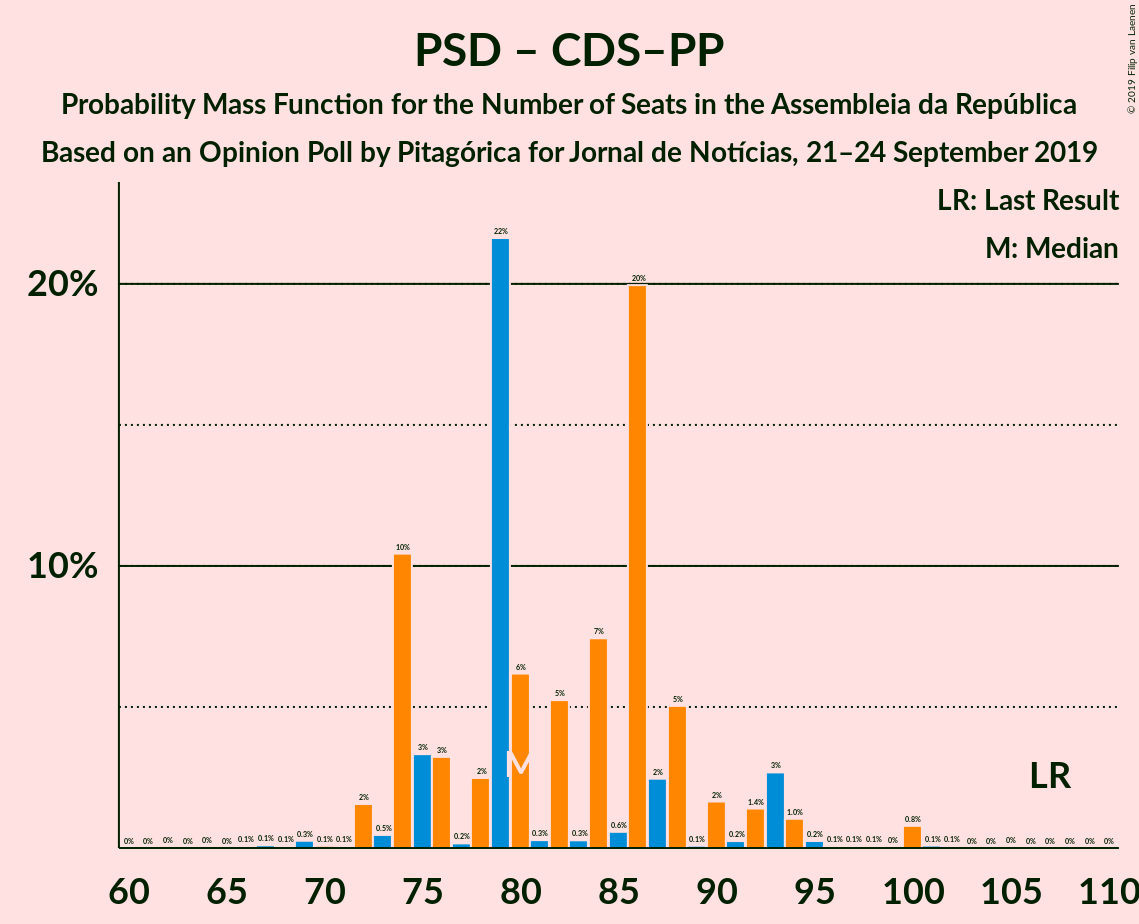 PSD – CDS–PP
Probability Mass Function for the Number of Seats in the Assembleia da República
Based on an Opinion Poll by Pitagórica for Jornal de Notícias, 21–24 September 2019
© 2019 Filip van Laenen
LR: Last Result
M: Median
20%
10%
0% 0% 0% 0% 0% 0% 0.1% 0.1% 0.1% 0.3% 0.1% 0.1% 2% 0.5% 10% 3% 3% 0.2% 2% 22% 6% 0.3% 5% 0.3% 7% 0.6% 20% 2% 5% 0.1% 2% 0.2% 1.4% 3% 1.0% 0.2% 0.1% 0.1% 0.1% 0% 0.8% 0.1% 0.1% 0% 0% 0% 0% 0% 0% 0% 0%
M
LR
60 65 70 75 80 85 90 95 100 105 110